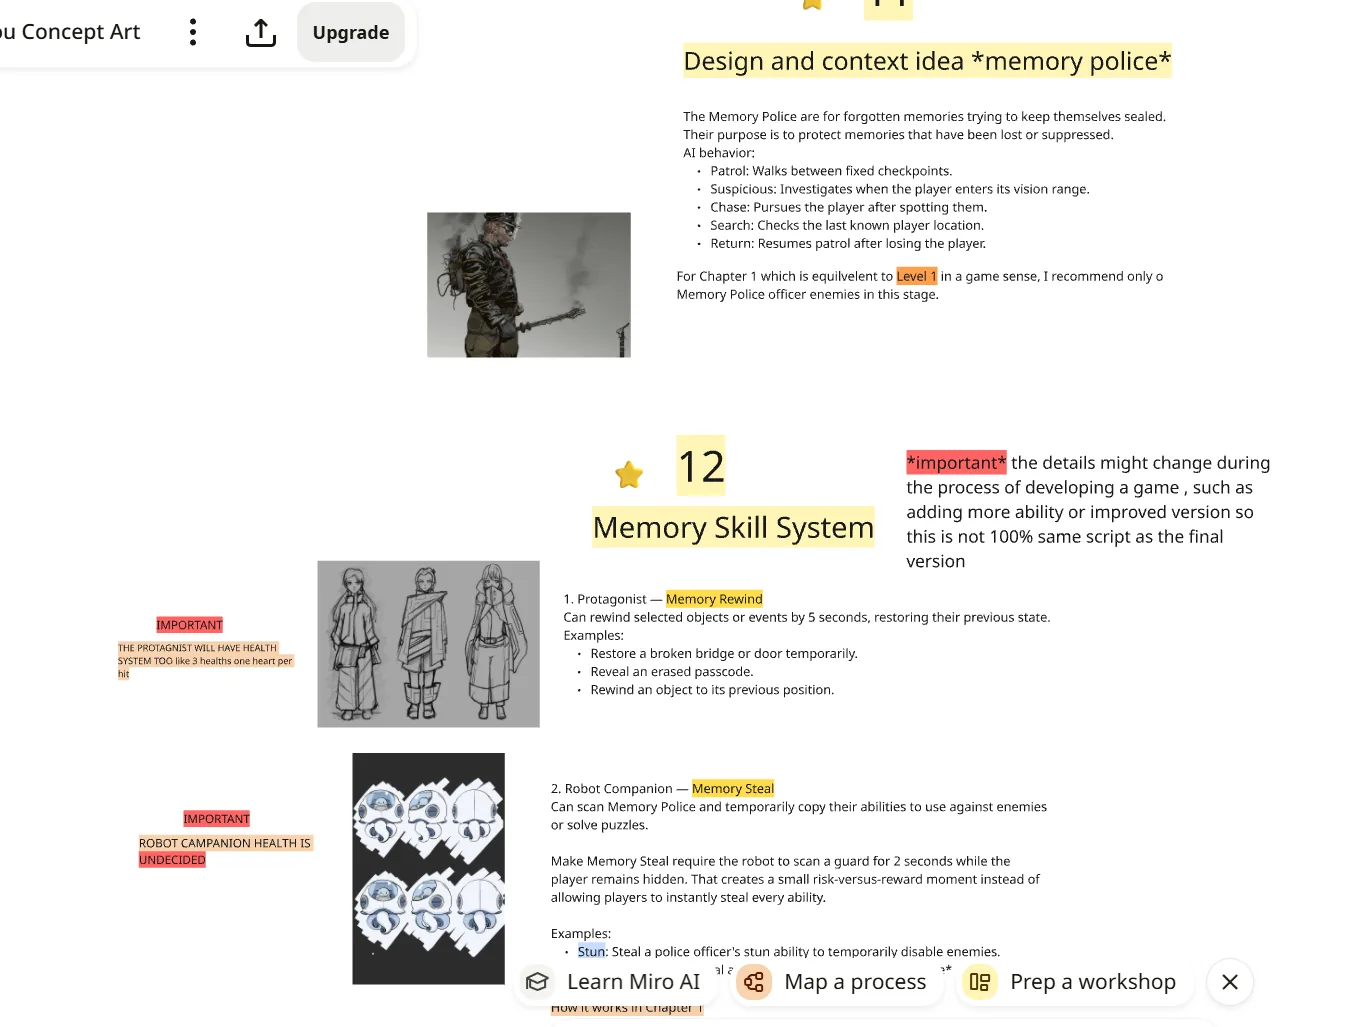 ou Concept Art
Upgrade
Design and context idea *memory police*
The Memory Police are for forgotten memories trying to keep themselves sealed.
Their purpose is to protect memories that have been lost or suppressed.
AI behavior:
• Patrol: Walks between fixed checkpoints.
• Suspicious: Investigates when the player enters its vision range.
• Chase: Pursues the player after spotting them.
• Search: Checks the last known player location.
• Return: Resumes patrol after losing the player.
For Chapter 1 which is equilvelent to Level 1 in a game sense, I recommend only o
Memory Police officer enemies in this stage.
12
Memory Skill System
*important* the details might change during
the process of developing a game , such as
adding more ability or improved version so
this is not 100% same script as the final
version
IMPORTANT
THE PROTAGNIST WILL HAVE HEALTH
SYSTEM TOO like 3 healths one heart per
hit
1. Protagonist — Memory Rewind
Can rewind selected objects or events by 5 seconds, restoring their previous state.
Examples:
• Restore a broken bridge or door temporarily.
• Reveal an erased passcode.
• Rewind an object to its previous position.
IMPORTANT
ROBOT CAMPANION HEALTH IS
UNDECIDED
2. Robot Companion — Memory Steal
Can scan Memory Police and temporarily copy their abilities to use against enemies
or solve puzzles.
Make Memory Steal require the robot to scan a guard for 2 seconds while the
player remains hidden. That creates a small risk-versus-reward moment instead of
allowing players to instantly steal every ability.
Examples:
• Stun: Steal a police officer's stun ability to temporarily disable enemies.
Learn Miro AI
Map a process
Prep a workshop
How it works in Chapter 1